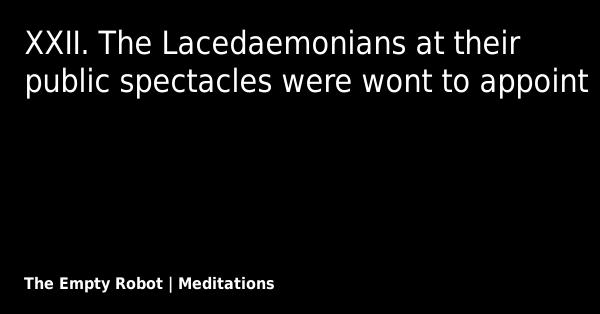 XXII. The Lacedaemonians at their
public spectacles were wont to appoint
The Empty Robot | Meditations